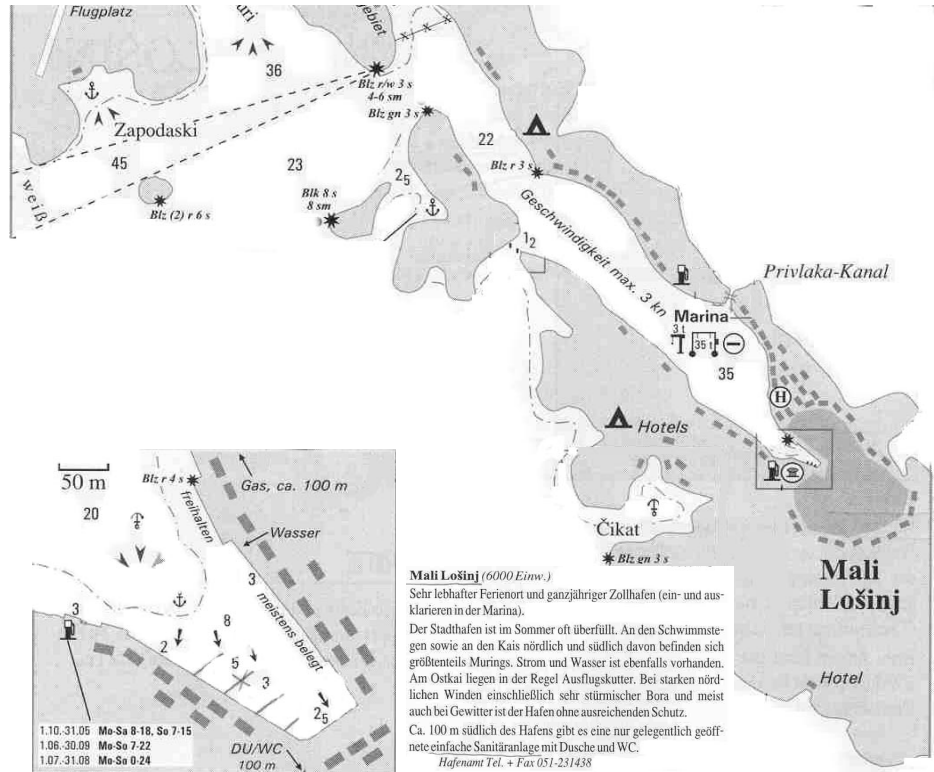 Flugplatz
uri
gebiet
36
Blz r/w 3 s
4-6 sm
Blz gn 3 s
Zapodaski
22
45
23
Blz r 3 s
2₅
weiß
Blk 8 s
8 sm
Blz (2) r 6 s
1₂
Geschwindigkeit max. 3 kn
Privlaka-Kanal
Marina
3 t
35 t
35
H
Hotels
Čikat
Blz gn 3 s
Mali
Lošinj
Hotel
50 m
Blz r 4 s
Gas, ca. 100 m
20
freihalten
Wasser
3
3
meistens belegt
8
2
5
3
2₅
1.10.-31.05 Mo-Sa 8-18, So 7-15
1.06.-30.09 Mo-So 7-22
1.07.-31.08 Mo-So 0-24
DU/WC
100 m
Mali Lošinj (6000 Einw.)
Sehr lebhafter Ferienort und ganzjähriger Zollhafen (ein- und aus-
klarieren in der Marina).
Der Stadthafen ist im Sommer oft überfüllt. An den Schwimmste-
gen sowie an den Kais nördlich und südlich davon befinden sich
größtenteils Murings. Strom und Wasser ist ebenfalls vorhanden.
Am Ostkai liegen in der Regel Ausflugskutter. Bei starken nörd-
lichen Winden einschließlich sehr stürmischer Bora und meist
auch bei Gewitter ist der Hafen ohne ausreichenden Schutz.
Ca. 100 m südlich des Hafens gibt es eine nur gelegentlich geöff-
nete einfache Sanitäranlage mit Dusche und WC.
Hafenamt Tel. + Fax 051-231438